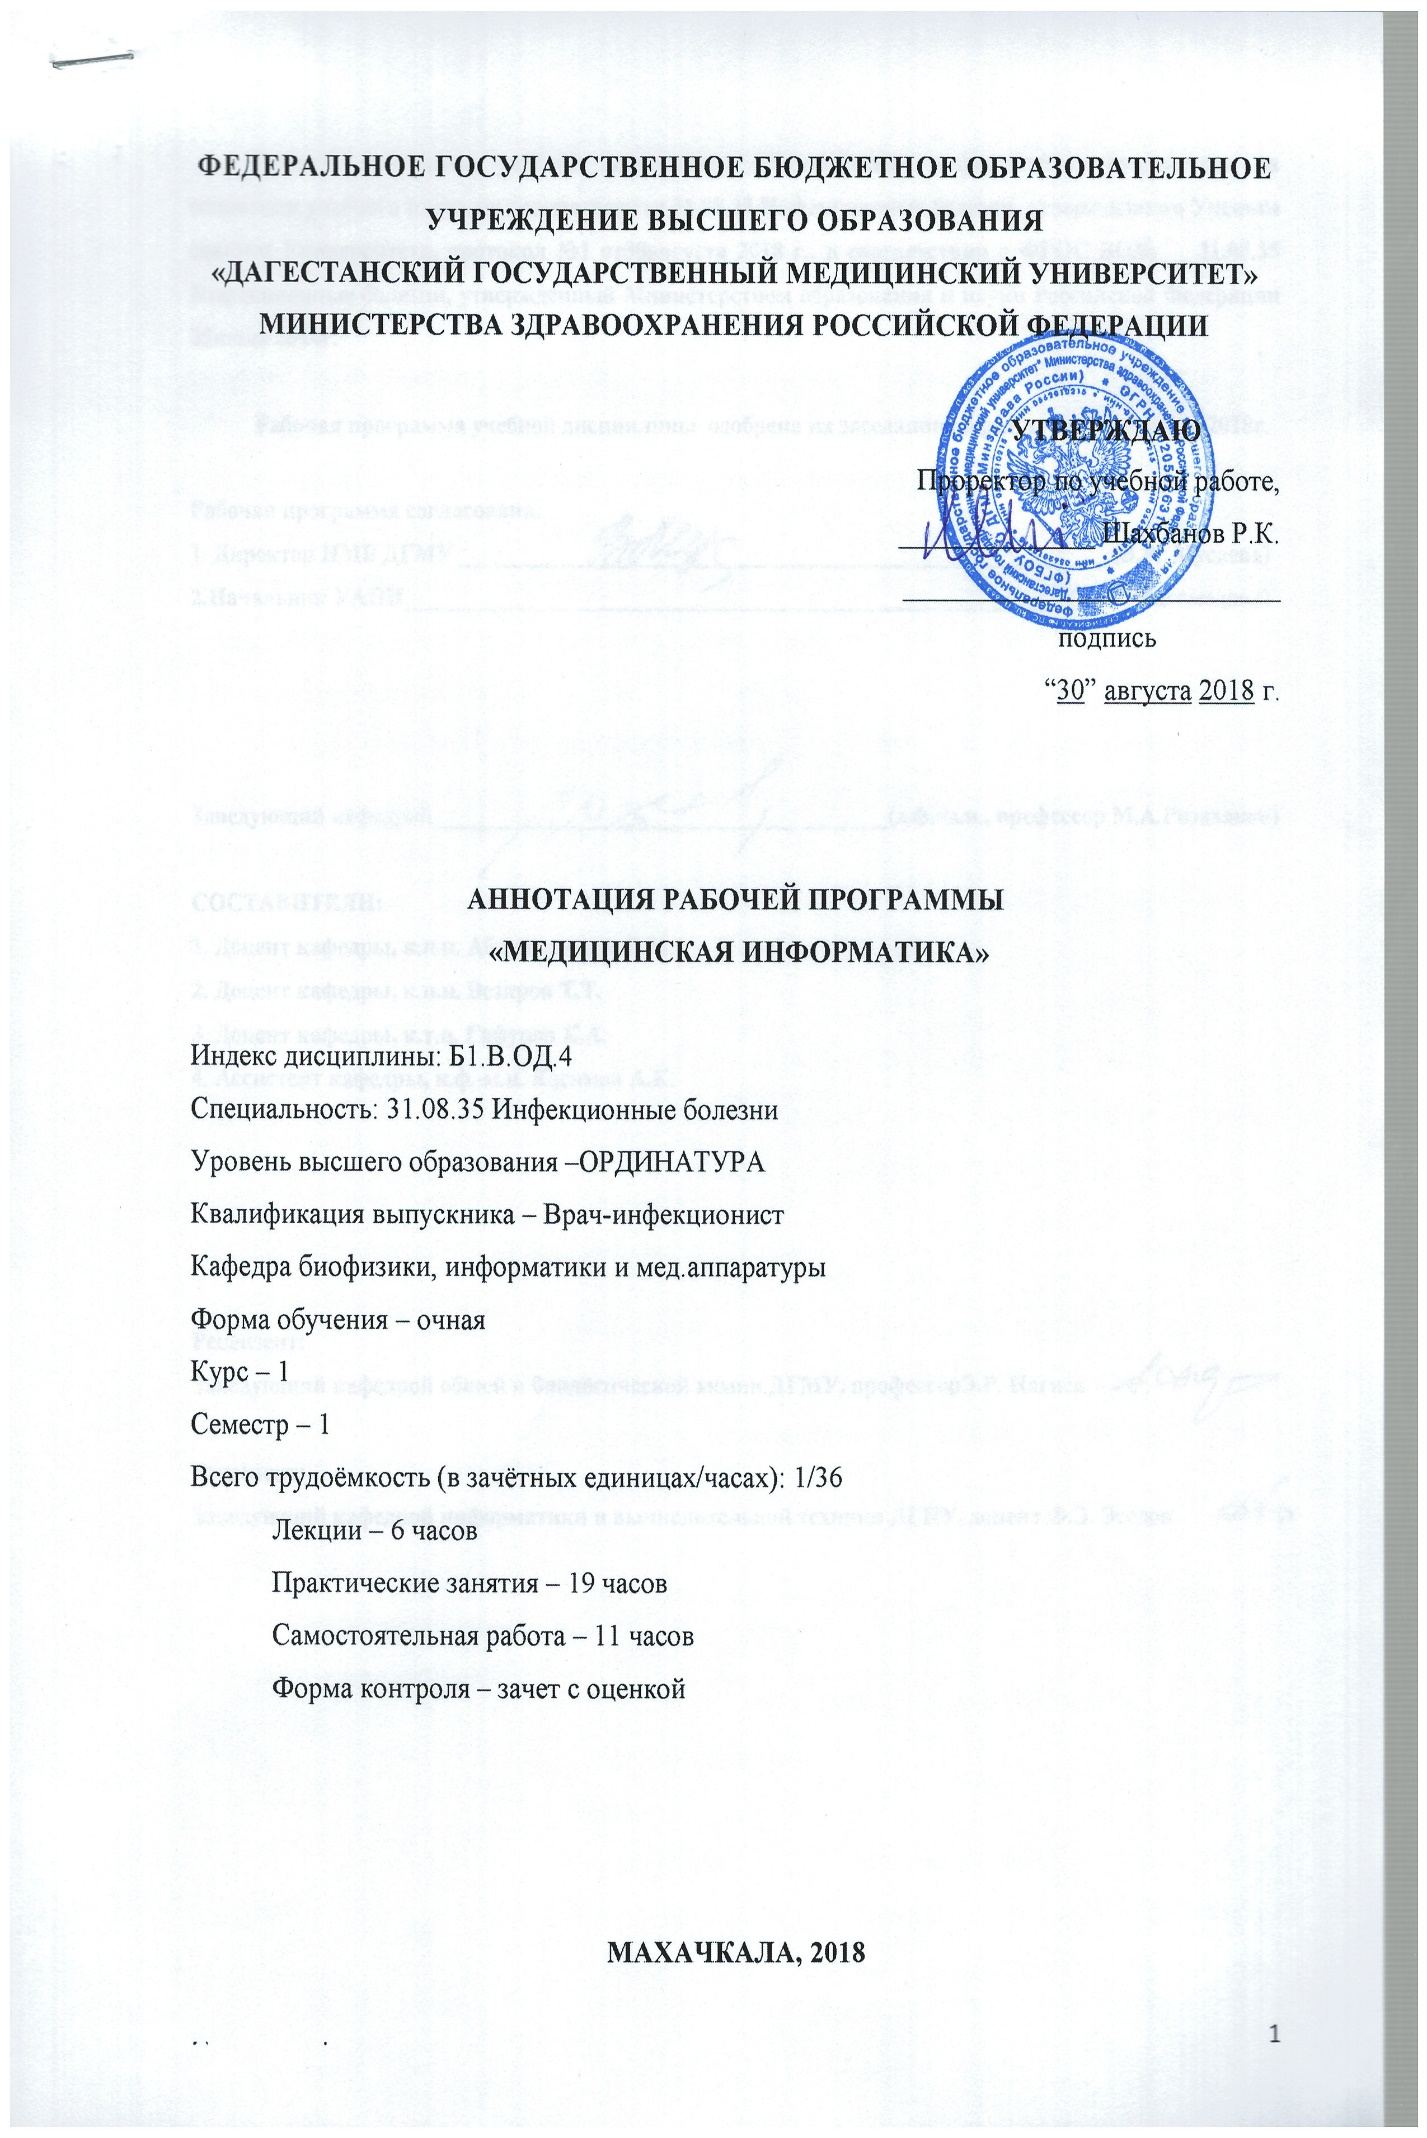 ФЕДЕРАЛЬНОЕ ГОСУДАРСТВЕННОЕ БЮДЖЕТНОЕ ОБРАЗОВАТЕЛЬНОЕ
УЧРЕЖДЕНИЕ ВЫСШЕГО ОБРАЗОВАНИЯ
«ДАГЕСТАНСКИЙ ГОСУДАРСТВЕННЫЙ МЕДИЦИНСКИЙ УНИВЕРСИТЕТ»
МИНИСТЕРСТВА ЗДРАВООХРАНЕНИЯ РОССИЙСКОЙ ФЕДЕРАЦИИ
УТВЕРЖДАЮ
Проректор по учебной работе,
Шахбанов Р.К.
подпись
“30” августа 2018 г.
АННОТАЦИЯ РАБОЧЕЙ ПРОГРАММЫ
«МЕДИЦИНСКАЯ ИНФОРМАТИКА»
Индекс дисциплины: Б1.В.ОД.4
Специальность: 31.08.35 Инфекционные болезни
Уровень высшего образования –ОРДИНАТУРА
Квалификация выпускника – Врач-инфекционист
Кафедра биофизики, информатики и мед.аппаратуры
Форма обучения – очная
Курс – 1
Семестр – 1
Всего трудоёмкость (в зачётных единицах/часах): 1/36
Лекции – 6 часов
Практические занятия – 19 часов
Самостоятельная работа – 11 часов
Форма контроля – зачет с оценкой
МАХАЧКАЛА, 2018
1